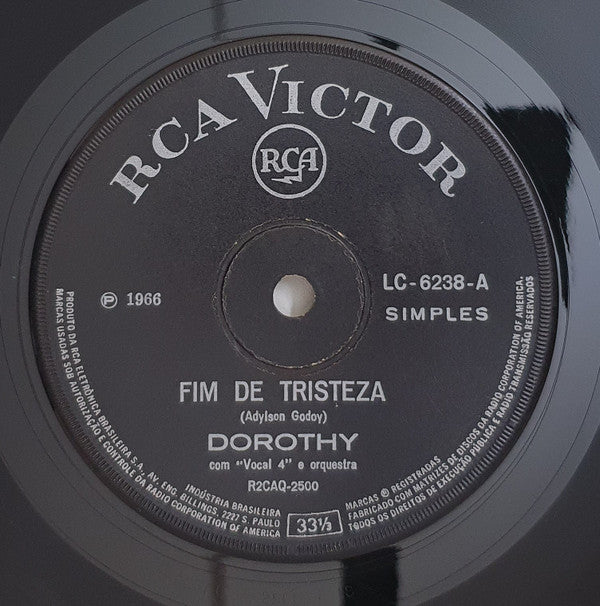 RCA VICTOR
RCA
LC-6238-A
SIMPLES
℗ 1966
FIM DE TRISTEZA
(Adylson Godoy)
DOROTHY
com "Vocal 4" e orquestra
R2CAQ-2500
INDÚSTRIA BRASILEIRA
33⅓
PRODUTO DA RCA ELETRÔNICA BRASILEIRA S.A., AV. ENG. BILLINGS, 2227 S. PAULO
MARCAS USADAS SOB AUTORIZAÇÃO E CONTROLE DA RADIO CORPORATION OF AMERICA
MARCAS ® REGISTRADAS
FABRICADO COM MATRIZES DE DISCOS DA RADIO CORPORATION OF AMERICA.
TODOS OS DIREITOS DE EXECUÇÃO PÚBLICA E RADIO TRANSMISSÃO RESERVADOS